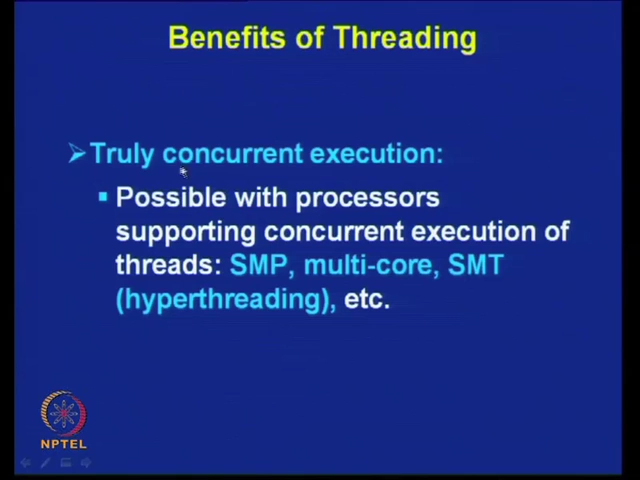 Benefits of Threading
Truly concurrent execution:
Possible with processors
supporting concurrent execution of
threads: SMP, multi-core, SMT
(hyperthreading), etc.
NPTEL